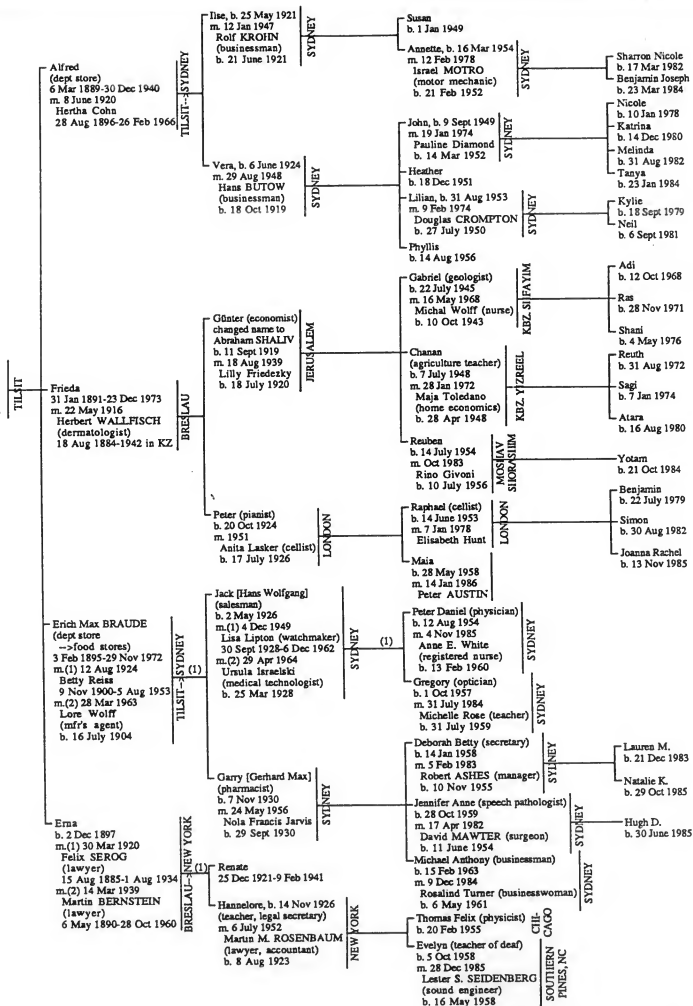 TILSIT
Alfred
(dept store)
6 Mar 1889-30 Dec 1940
m. 8 June 1920
Hertha Cohn
28 Aug 1896-26 Feb 1966
TILSIT-->SYDNEY
Ilse, b. 25 May 1921
m. 12 Jan 1947
Rolf KROHN
(businessman)
b. 21 June 1921
SYDNEY
Susan
b. 1 Jan 1949
Annette, b. 16 Mar 1954
m. 12 Feb 1978
Israel MOTRO
(motor mechanic)
b. 21 Feb 1952
SYDNEY
Sharron Nicole
b. 17 Mar 1982
Benjamin Joseph
b. 23 Mar 1984
Vera, b. 6 June 1924
m. 29 Aug 1948
Hans BUTOW
(businessman)
b. 18 Oct 1919
SYDNEY
John, b. 9 Sept 1949
m. 19 Jan 1974
Pauline Diamond
b. 14 Mar 1952
SYDNEY
Nicole
b. 10 Jan 1978
Katrina
b. 14 Dec 1980
Melinda
b. 31 Aug 1982
Tanya
b. 23 Jan 1984
Heather
b. 18 Dec 1951
Lilian, b. 31 Aug 1953
m. 9 Feb 1974
Douglas CROMPTON
b. 27 July 1950
SYDNEY
Kylie
b. 18 Sept 1979
Neil
b. 6 Sept 1981
Phyllis
b. 14 Aug 1956
Frieda
31 Jan 1891-23 Dec 1973
m. 22 May 1916
Herbert WALLFISCH
(dermatologist)
18 Aug 1884-1942 in KZ
BRESLAU
Günter (economist)
changed name to
Abraham SHALIV
b. 11 Sept 1919
m. 18 Aug 1939
Lilly Friedezky
b. 18 July 1920
JERUSALEM
Gabriel (geologist)
b. 22 July 1945
m. 16 May 1968
Michal Wolff (nurse)
b. 10 Oct 1943
KBZ. SHFAYIM
Adi
b. 12 Oct 1968
Ras
b. 28 Nov 1971
Shani
b. 4 May 1976
Chanan
(agriculture teacher)
b. 7 July 1948
m. 28 Jan 1972
Maja Toledano
(home economics)
b. 28 Apr 1948
KBZ. YIZREEL
Reuth
b. 31 Aug 1972
Sagi
b. 7 Jan 1974
Atara
b. 16 Aug 1980
Reuben
b. 14 July 1954
m. Oct 1983
Rino Givoni
b. 10 July 1956
MOSHAV
SHORASHIM
Yotam
b. 21 Oct 1984
Peter (pianist)
b. 20 Oct 1924
m. 1951
Anita Lasker (cellist)
b. 17 July 1926
LONDON
Raphael (cellist)
b. 14 June 1953
m. 7 Jan 1978
Elisabeth Hunt
LONDON
Benjamin
b. 22 July 1979
Simon
b. 30 Aug 1982
Joanna Rachel
b. 13 Nov 1985
Maia
b. 28 May 1958
m. 14 Jan 1986
Peter AUSTIN
Erich Max BRAUDE
(dept store
-->food stores)
3 Feb 1895-29 Nov 1972
m.(1) 12 Aug 1924
Betty Reiss
9 Nov 1900-5 Aug 1953
m.(2) 28 Mar 1963
Lore Wolff
(mfr's agent)
b. 16 July 1904
TILSIT-->SYDNEY
(1)
Jack [Hans Wolfgang]
(salesman)
b. 2 May 1926
m.(1) 4 Dec 1949
Lisa Lipton (watchmaker)
30 Sept 1928-6 Dec 1962
m.(2) 29 Apr 1964
Ursula Israelski
(medical technologist)
b. 25 Mar 1928
SYDNEY
(1)
Peter Daniel (physician)
b. 12 Aug 1954
m. 4 Nov 1985
Anne E. White
(registered nurse)
b. 13 Feb 1960
SYDNEY
Gregory (optician)
b. 1 Oct 1957
m. 31 July 1984
Michelle Rose (teacher)
b. 31 July 1959
SYDNEY
Garry [Gerhard Max]
(pharmacist)
b. 7 Nov 1930
m. 24 May 1956
Nola Francis Jarvis
b. 29 Sept 1930
SYDNEY
Deborah Betty (secretary)
b. 14 Jan 1958
m. 5 Feb 1983
Robert ASHES (manager)
b. 10 Nov 1955
SYDNEY
Lauren M.
b. 21 Dec 1983
Natalie K.
b. 29 Oct 1985
Jennifer Anne (speech pathologist)
b. 28 Oct 1959
m. 17 Apr 1982
David MAWTER (surgeon)
b. 11 June 1954
SYDNEY
Hugh D.
b. 30 June 1985
Michael Anthony (businessman)
b. 15 Feb 1963
m. 9 Dec 1984
Rosalind Turner (businesswoman)
b. 6 May 1961
SYDNEY
Erna
b. 2 Dec 1897
m.(1) 30 Mar 1920
Felix SEROG
(lawyer)
15 Aug 1885-1 Aug 1934
m.(2) 14 Mar 1939
Martin BERNSTEIN
(lawyer)
6 May 1890-28 Oct 1960
BRESLAU-->NEW YORK
(1)
Renate
25 Dec 1921-9 Feb 1941
Hannelore, b. 14 Nov 1926
(teacher, legal secretary)
m. 6 July 1952
Martin M. ROSENBAUM
(lawyer, accountant)
b. 8 Aug 1923
NEW YORK
Thomas Felix (physicist)
b. 20 Feb 1955
CHI-
CAGO
Evelyn (teacher of deaf)
b. 5 Oct 1958
m. 28 Dec 1985
Lester S. SEIDENBERG
(sound engineer)
b. 16 May 1958
SOUTHERN
PINES, NC